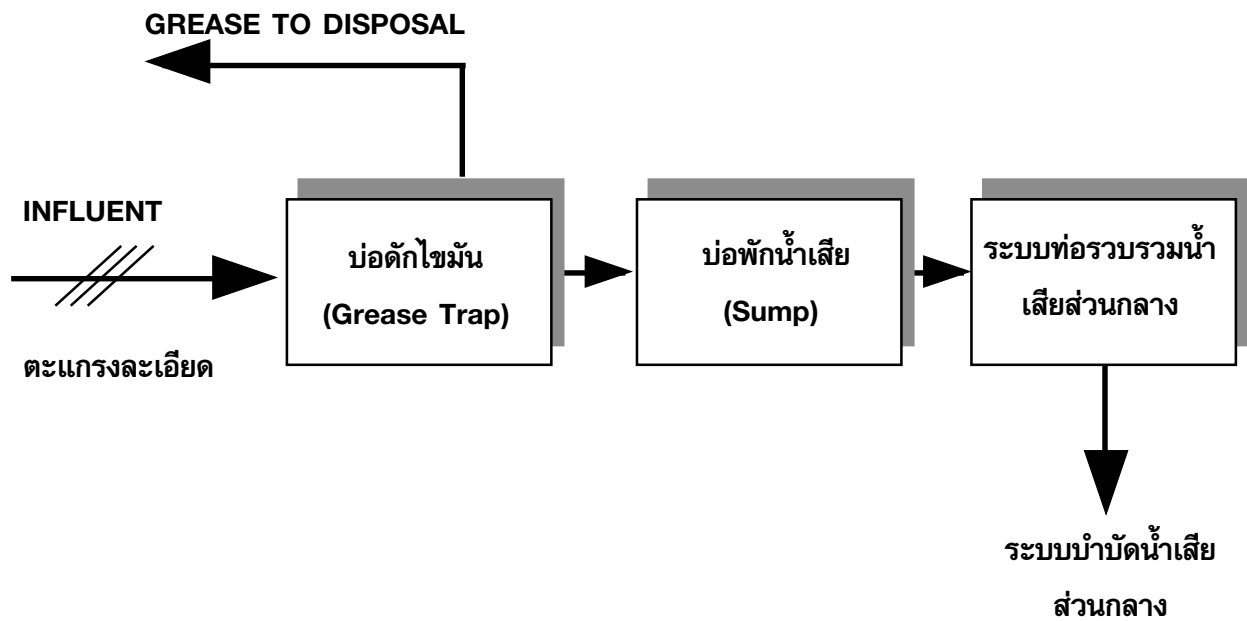 GREASE TO DISPOSAL
INFLUENT
ตะแกรงละเอียด
บ่อดักไขมัน
(Grease Trap)
บ่อพักน้ำเสีย
(Sump)
ระบบท่อรวบรวมน้ำ
เสียส่วนกลาง
ระบบบำบัดน้ำเสีย
ส่วนกลาง